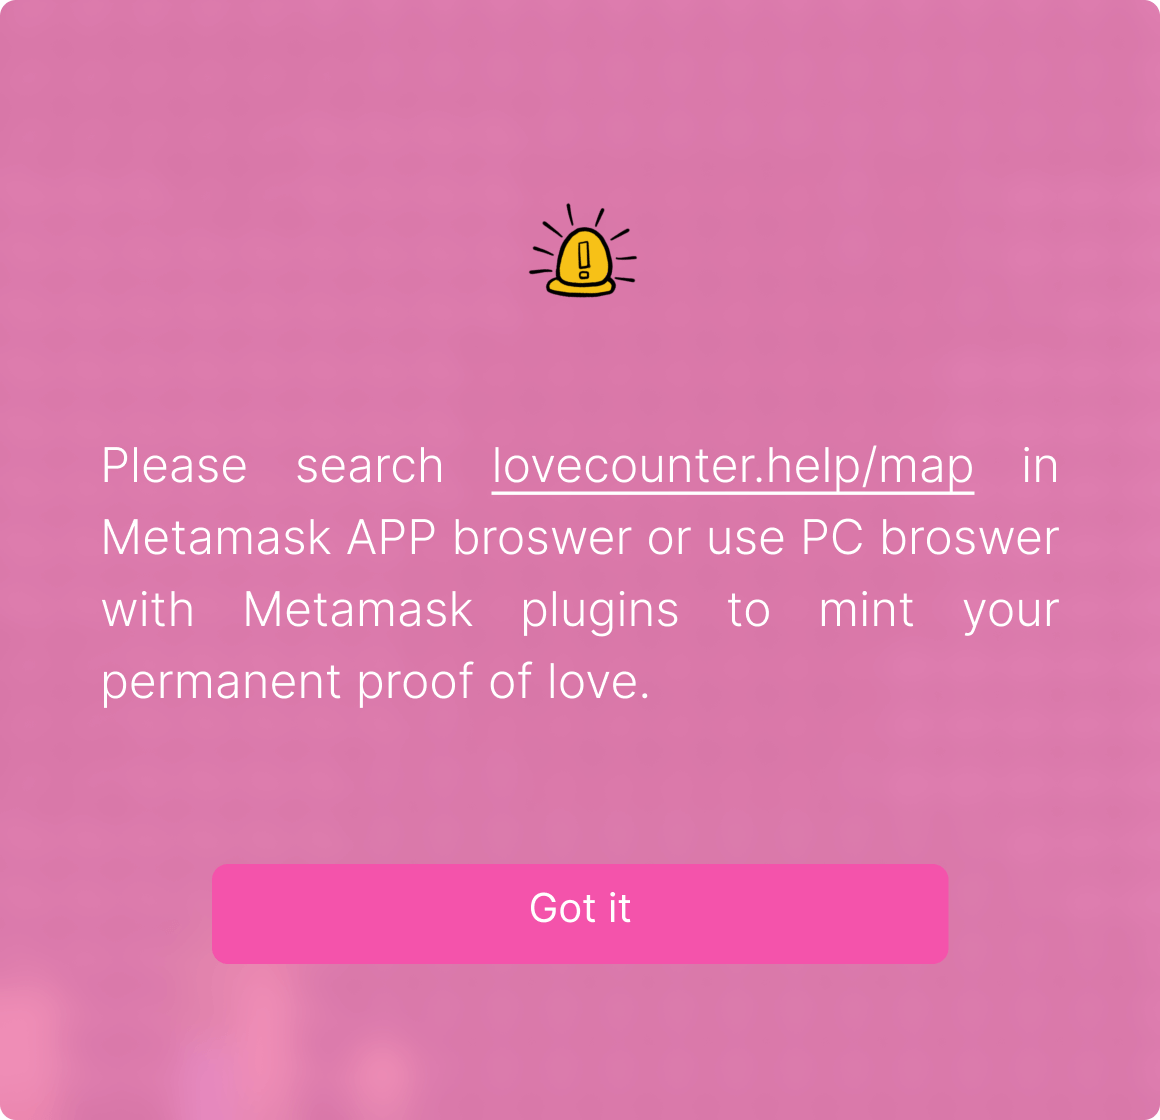 Please search lovecounter.help/map in
Metamask APP broswer or use PC broswer
with Metamask plugins to mint your
permanent proof of love.
Got it